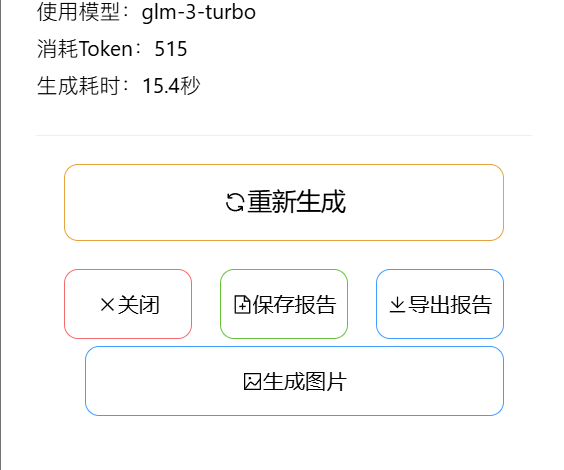 使用模型：glm-3-turbo
消耗Token：515
生成耗时：15.4秒
重新生成
关闭 保存报告 导出报告
生成图片